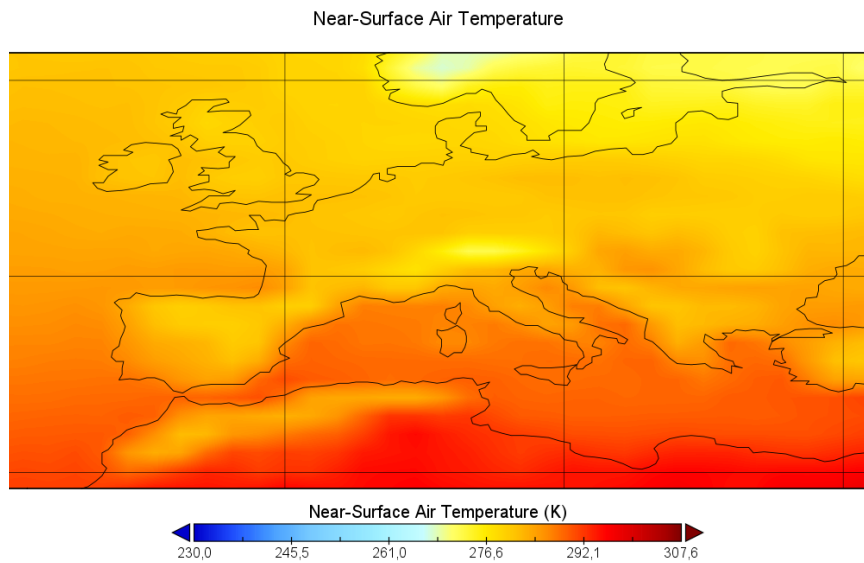 Near-Surface Air Temperature
Near-Surface Air Temperature (K)
230,0 245,5 261,0 276,6 292,1 307,6